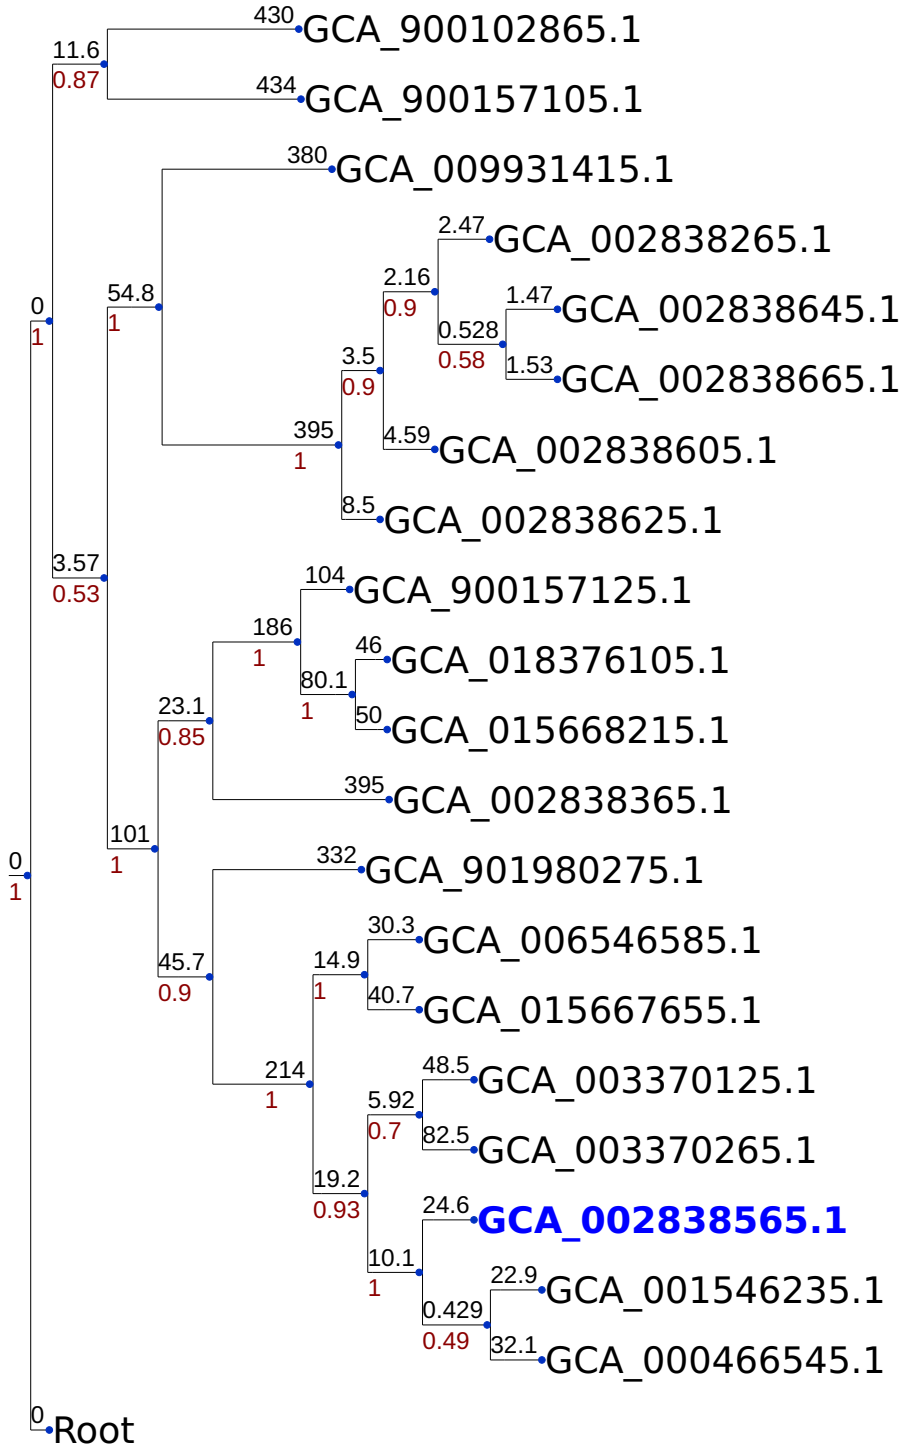 430
GCA_900102865.1
11.6
0.87
434
GCA_900157105.1
380
GCA_009931415.1
2.47
GCA_002838265.1
2.16
0.9
1.47
GCA_002838645.1
0
1
54.8
1
0.528
0.58
3.5
0.9
1.53
GCA_002838665.1
395
1
4.59
GCA_002838605.1
8.5
GCA_002838625.1
3.57
0.53
104
GCA_900157125.1
186
1
46
GCA_018376105.1
80.1
1
23.1
0.85
50
GCA_015668215.1
395
GCA_002838365.1
101
1
0
1
332
GCA_901980275.1
30.3
GCA_006546585.1
45.7
0.9
14.9
1
40.7
GCA_015667655.1
214
1
48.5
GCA_003370125.1
5.92
0.7
82.5
GCA_003370265.1
19.2
0.93
24.6
GCA_002838565.1
10.1
1
22.9
GCA_001546235.1
0.429
0.49
32.1
GCA_000466545.1
0
Root